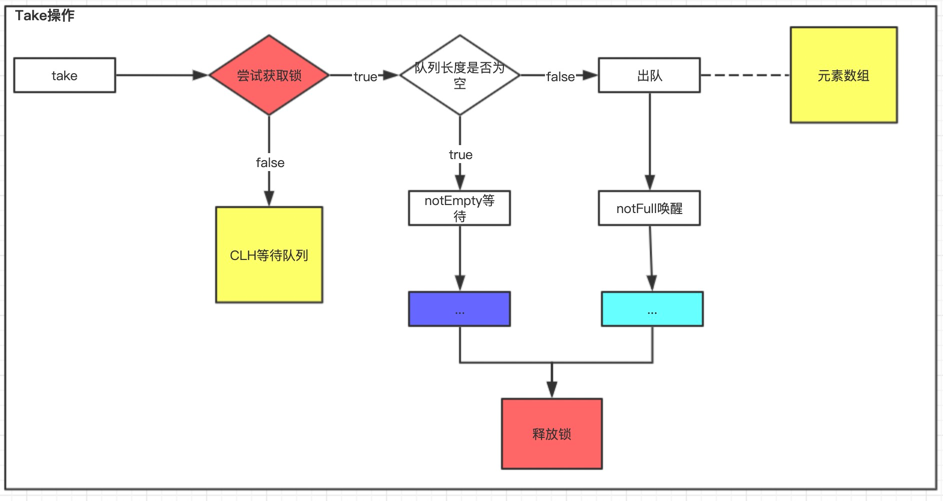 Take操作
take
尝试获取锁
true
队列长度是否为
空
false
出队
元素数组
false
true
CLH等待队列
notEmpty等
待
notFull唤醒
...
...
释放锁